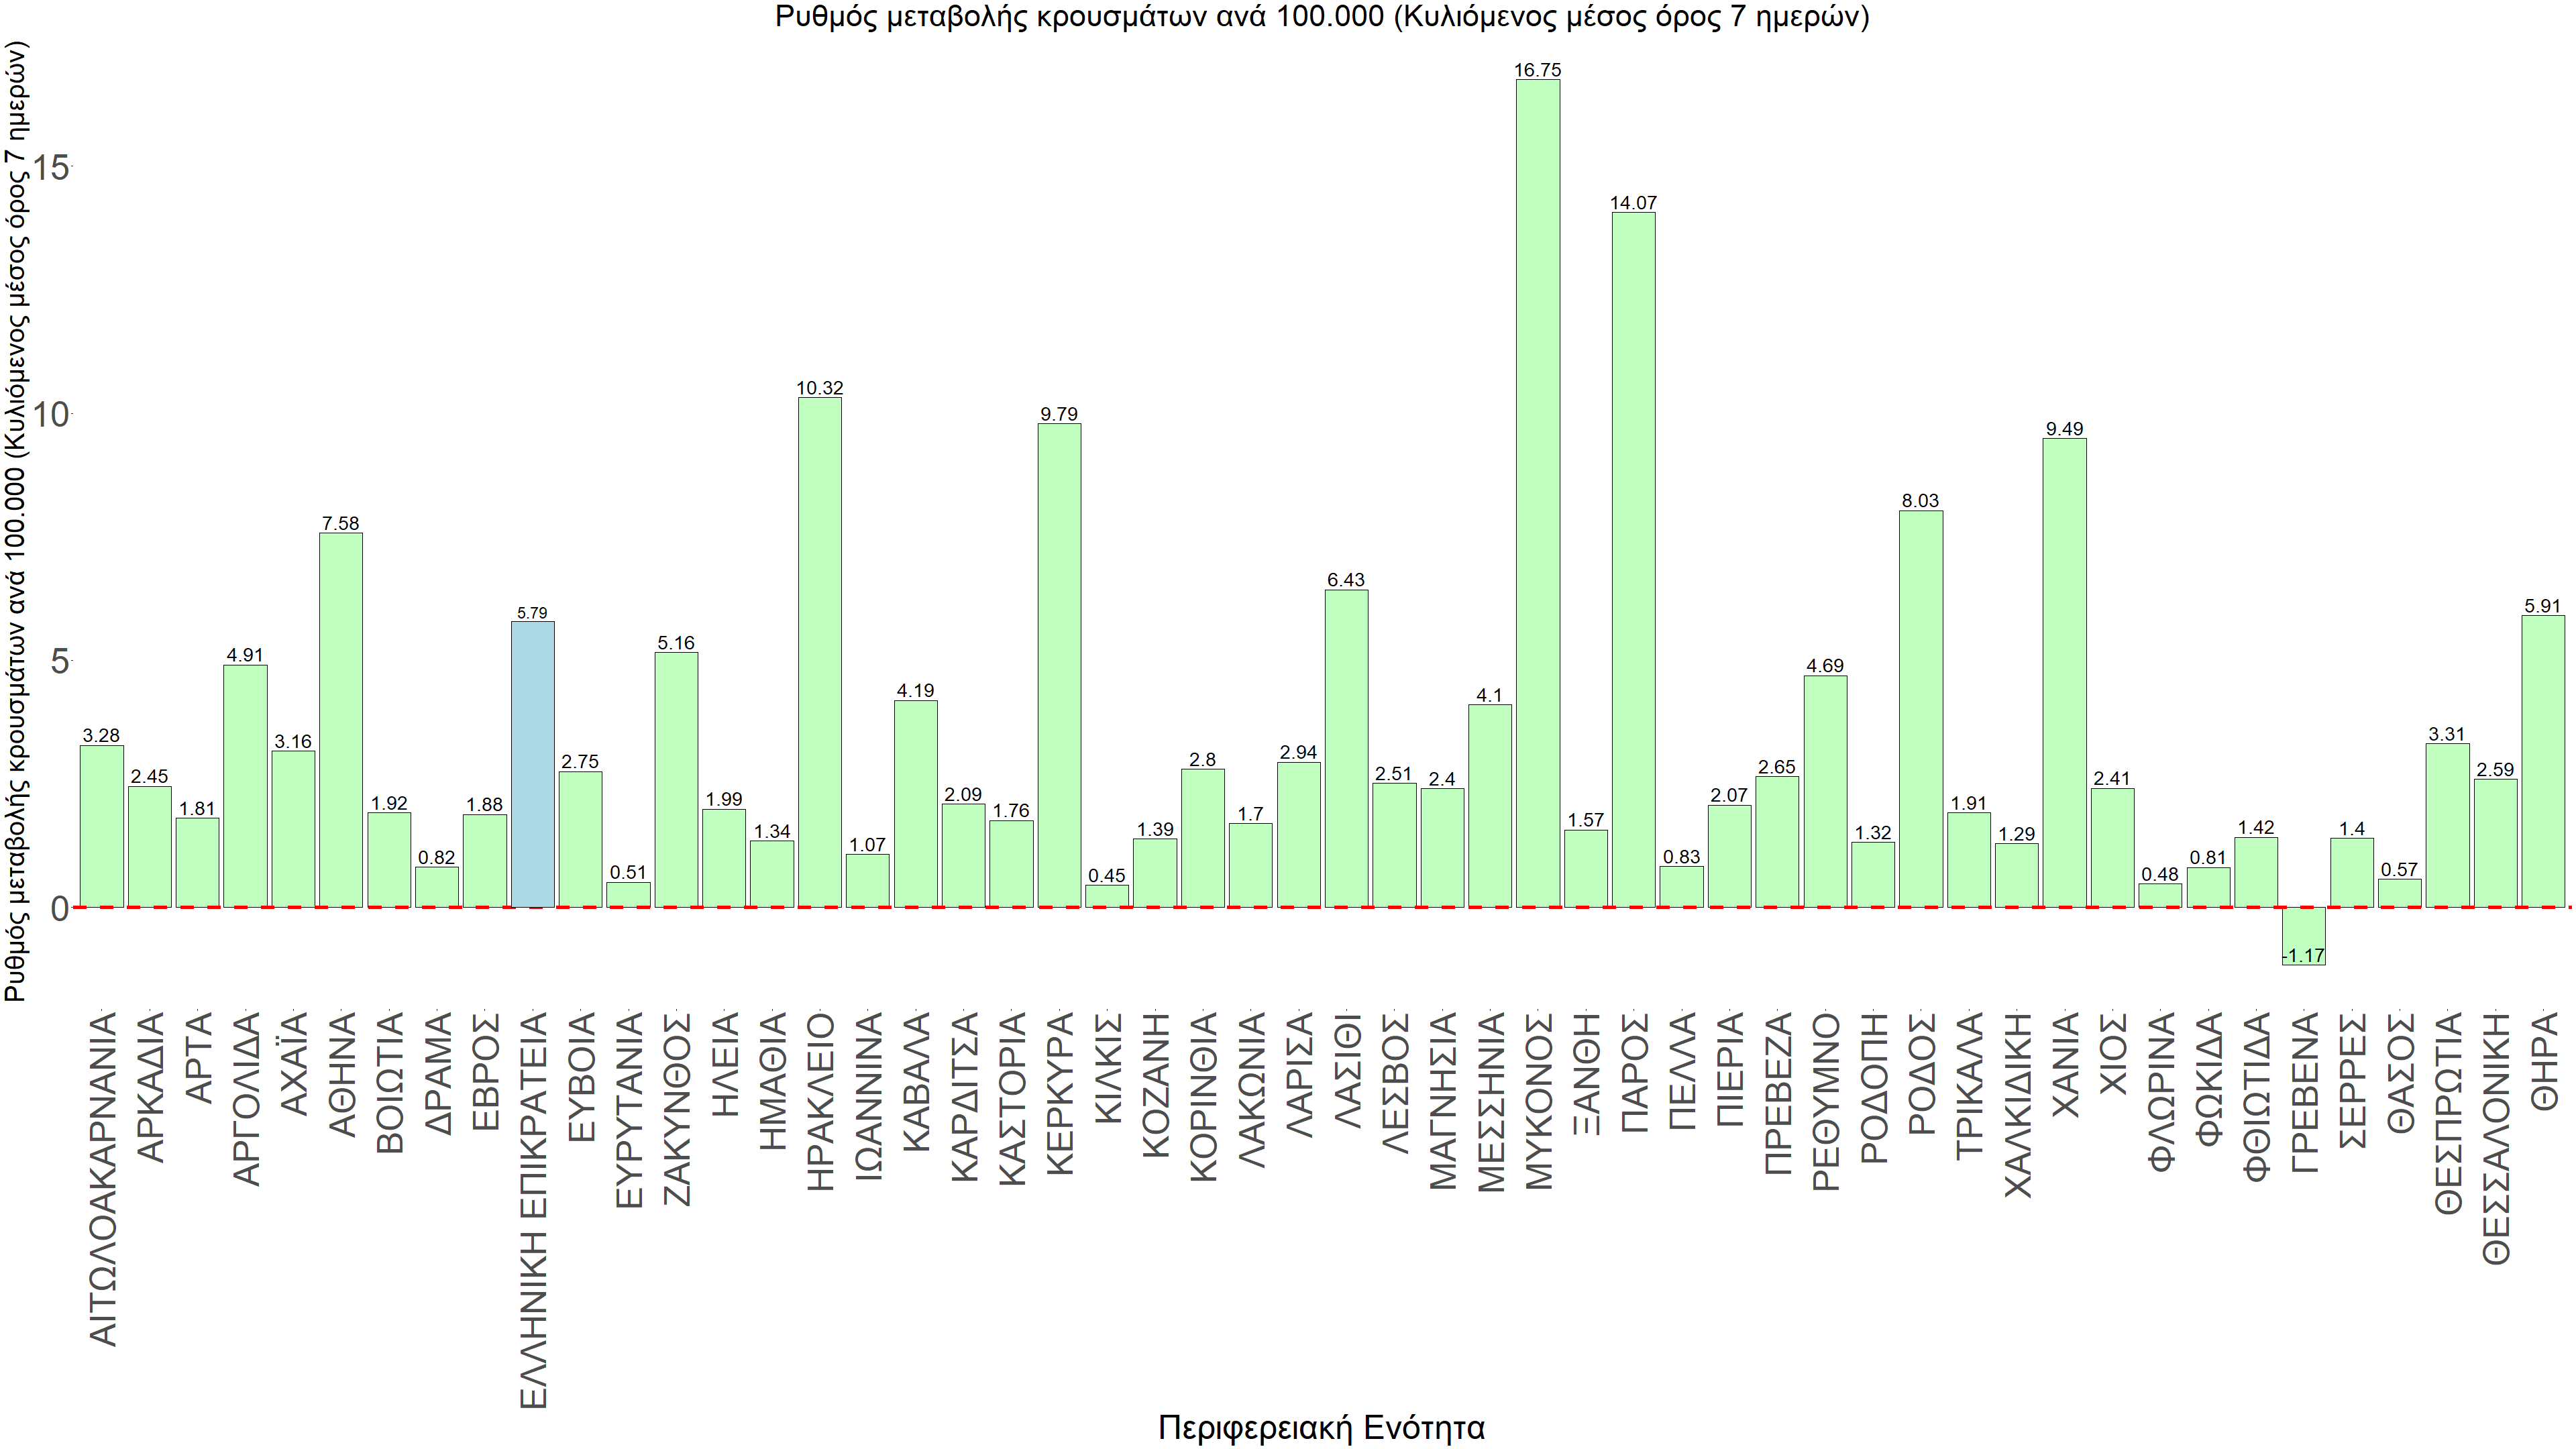 Ρυθμός μεταβολής κρουσμάτων ανά 100.000 (Κυλιόμενος μέσος όρος 7 ημερών)
Ρυθμός μεταβολής κρουσμάτων ανά 100.000 (Κυλιόμενος μέσος όρος 7 ημερών)
15
10
5
0
3.28
2.45
1.81
4.91
3.16
7.58
1.92
0.82
1.88
5.79
2.75
0.51
5.16
1.99
1.34
10.32
1.07
4.19
2.09
1.76
9.79
0.45
1.39
2.8
1.7
2.94
6.43
2.51
2.4
4.1
16.75
1.57
14.07
0.83
2.07
2.65
4.69
1.32
8.03
1.91
1.29
9.49
2.41
0.48
0.81
1.42
-1.17
1.4
0.57
3.31
2.59
5.91
ΑΙΤΩΛΟΑΚΑΡΝΑΝΙΑ
ΑΡΚΑΔΙΑ
ΑΡΤΑ
ΑΡΓΟΛΙΔΑ
ΑΧΑΪΑ
ΑΘΗΝΑ
ΒΟΙΩΤΙΑ
ΔΡΑΜΑ
ΕΒΡΟΣ
ΕΛΛΗΝΙΚΗ ΕΠΙΚΡΑΤΕΙΑ
ΕΥΒΟΙΑ
ΕΥΡΥΤΑΝΙΑ
ΖΑΚΥΝΘΟΣ
ΗΛΕΙΑ
ΗΜΑΘΙΑ
ΗΡΑΚΛΕΙΟ
ΙΩΑΝΝΙΝΑ
ΚΑΒΑΛΑ
ΚΑΡΔΙΤΣΑ
ΚΑΣΤΟΡΙΑ
ΚΕΡΚΥΡΑ
ΚΙΛΚΙΣ
ΚΟΖΑΝΗ
ΚΟΡΙΝΘΙΑ
ΛΑΚΩΝΙΑ
ΛΑΡΙΣΑ
ΛΑΣΙΘΙ
ΛΕΣΒΟΣ
ΜΑΓΝΗΣΙΑ
ΜΕΣΣΗΝΙΑ
ΜΥΚΟΝΟΣ
ΞΑΝΘΗ
ΠΑΡΟΣ
ΠΕΛΛΑ
ΠΙΕΡΙΑ
ΠΡΕΒΕΖΑ
ΡΕΘΥΜΝΟ
ΡΟΔΟΠΗ
ΡΟΔΟΣ
ΤΡΙΚΑΛΑ
ΧΑΛΚΙΔΙΚΗ
ΧΑΝΙΑ
ΧΙΟΣ
ΦΛΩΡΙΝΑ
ΦΩΚΙΔΑ
ΦΘΙΩΤΙΔΑ
ΓΡΕΒΕΝΑ
ΣΕΡΡΕΣ
ΘΑΣΟΣ
ΘΕΣΠΡΩΤΙΑ
ΘΕΣΣΑΛΟΝΙΚΗ
ΘΗΡΑ
Περιφερειακή Ενότητα